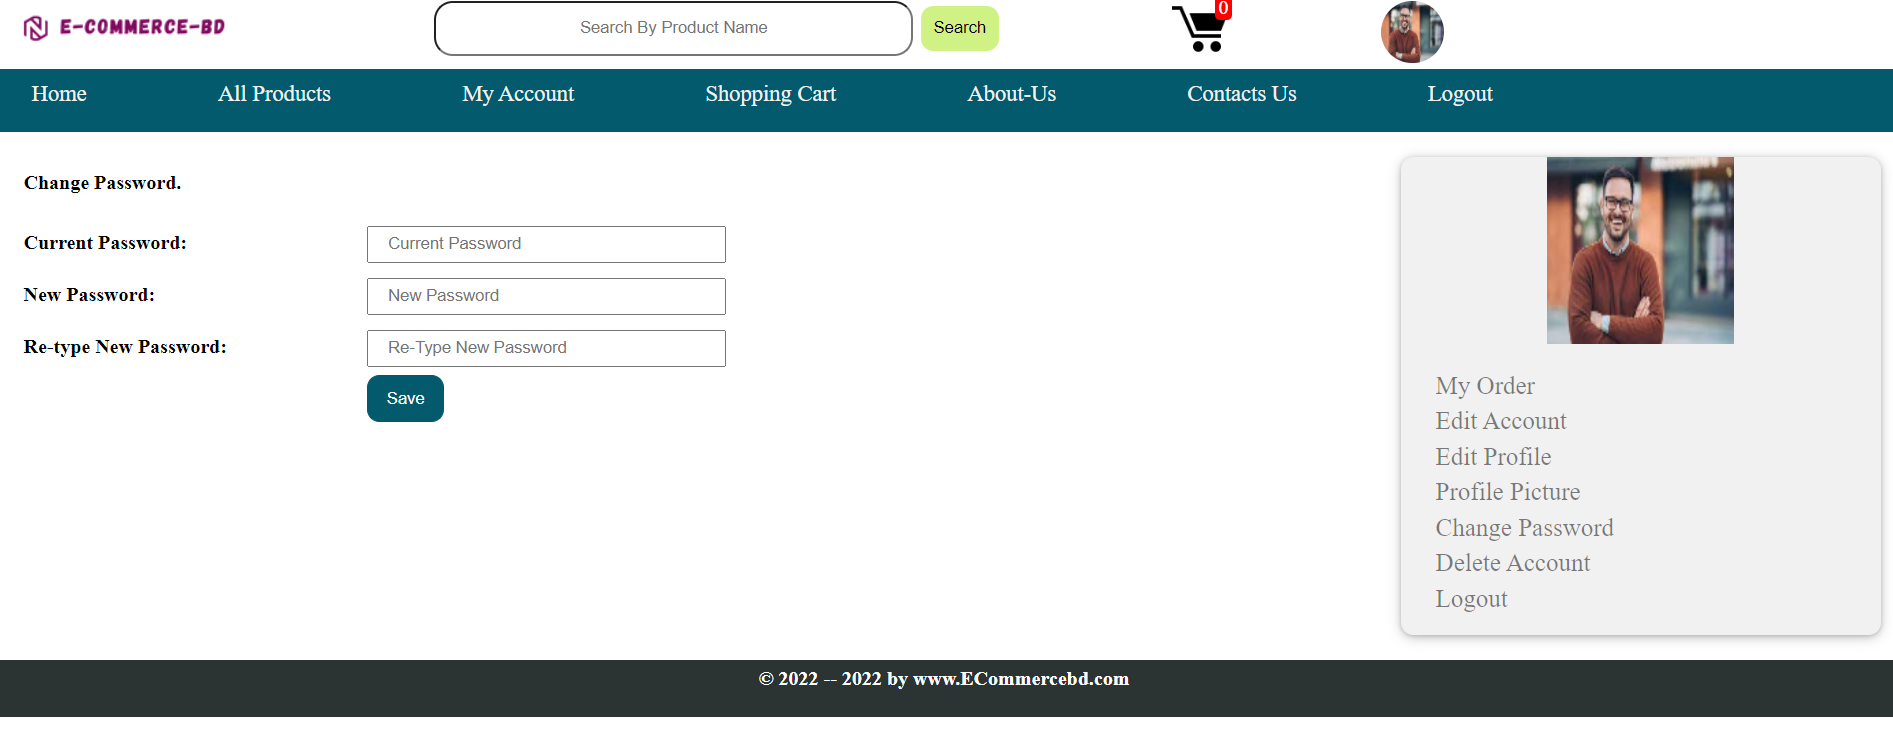 E-COMMERCE-BD
Search By Product Name
Search
0
Home All Products My Account Shopping Cart About-Us Contacts Us Logout
Change Password.
Current Password: Current Password
New Password: New Password
Re-type New Password: Re-Type New Password
Save
My Order
Edit Account
Edit Profile
Profile Picture
Change Password
Delete Account
Logout
© 2022 -- 2022 by www.ECommercebd.com